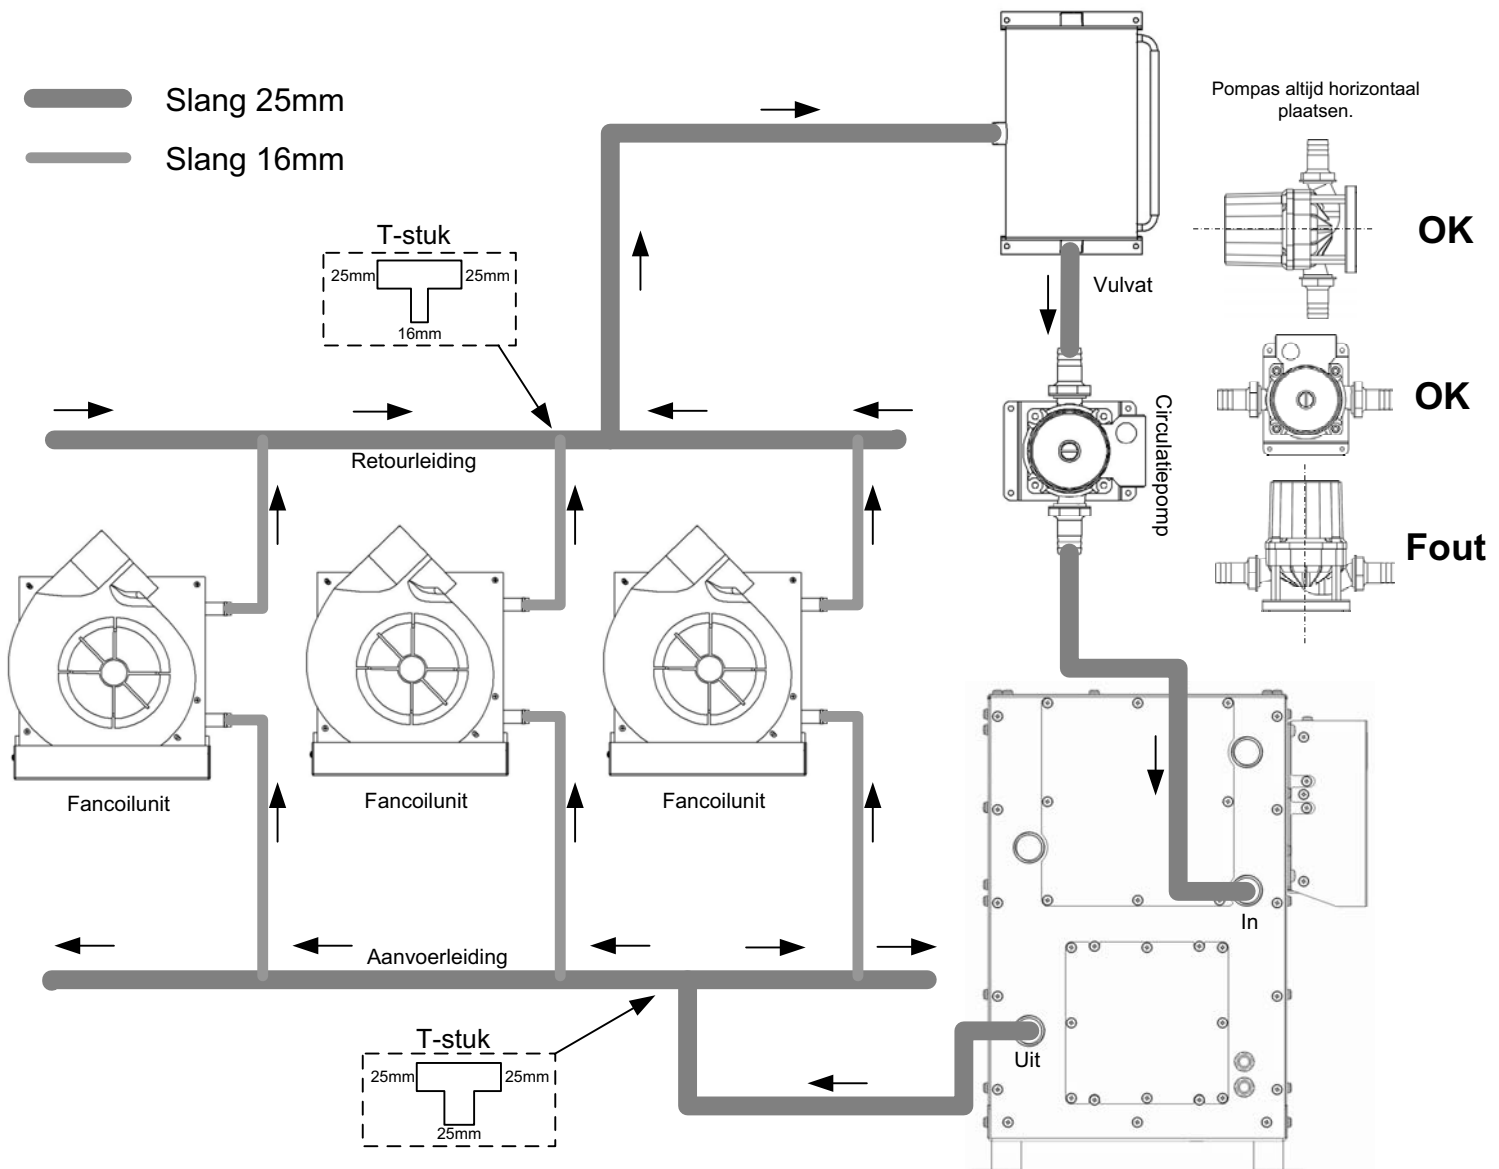 Slang 25mm
Slang 16mm
Pompas altijd horizontaal
plaatsen.
OK
T-stuk
25mm
25mm
16mm
Vulvat
OK
Circulatiepomp
Retourleiding
Fout
Fancoilunit
Fancoilunit
Fancoilunit
In
Aanvoerleiding
T-stuk
25mm
25mm
25mm
Uit